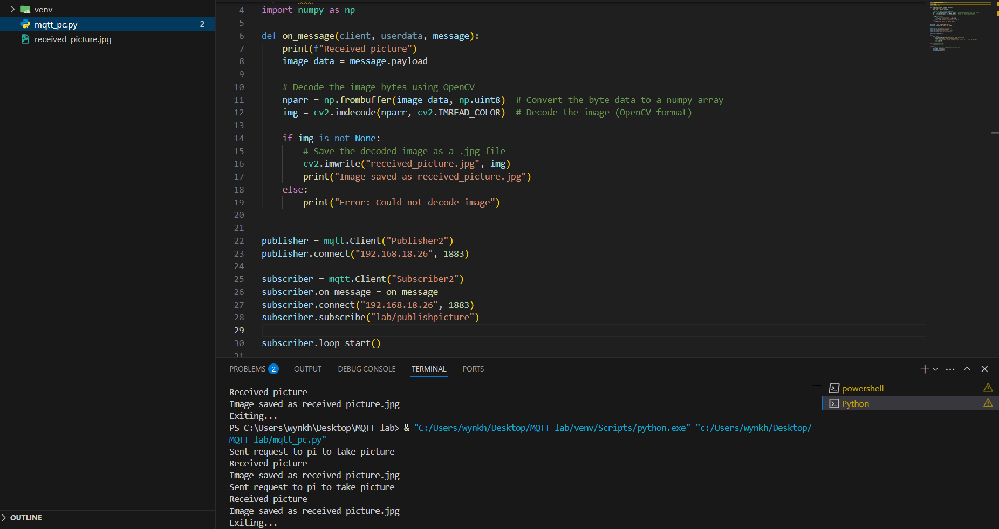 venv
mqtt_pc.py 2
received_picture.jpg
OUTLINE
4 import numpy as np
5
6 def on_message(client, userdata, message):
7     print(f"Received picture")
8     image_data = message.payload
9
10     # Decode the image bytes using OpenCV
11     nparr = np.frombuffer(image_data, np.uint8)  # Convert the byte data to a numpy array
12     img = cv2.imdecode(nparr, cv2.IMREAD_COLOR)  # Decode the image (OpenCV format)
13
14     if img is not None:
15         # Save the decoded image as a .jpg file
16         cv2.imwrite("received_picture.jpg", img)
17         print("Image saved as received_picture.jpg")
18     else:
19         print("Error: Could not decode image")
20
21
22 publisher = mqtt.Client("Publisher2")
23 publisher.connect("192.168.18.26", 1883)
24
25 subscriber = mqtt.Client("Subscriber2")
26 subscriber.on_message = on_message
27 subscriber.connect("192.168.18.26", 1883)
28 subscriber.subscribe("lab/publishpicture")
29
30 subscriber.loop_start()
31
PROBLEMS 2 OUTPUT DEBUG CONSOLE TERMINAL PORTS
Received picture
Image saved as received_picture.jpg
Exiting...
PS C:\Users\wynkh\Desktop\MQTT lab> & "C:/Users/wynkh/Desktop/MQTT lab/venv/Scripts/python.exe" "c:/Users/wynkh/Desktop/
MQTT lab/mqtt_pc.py"
Sent request to pi to take picture
Received picture
Image saved as received_picture.jpg
Sent request to pi to take picture
Received picture
Image saved as received_picture.jpg
Exiting...
powershell
Python